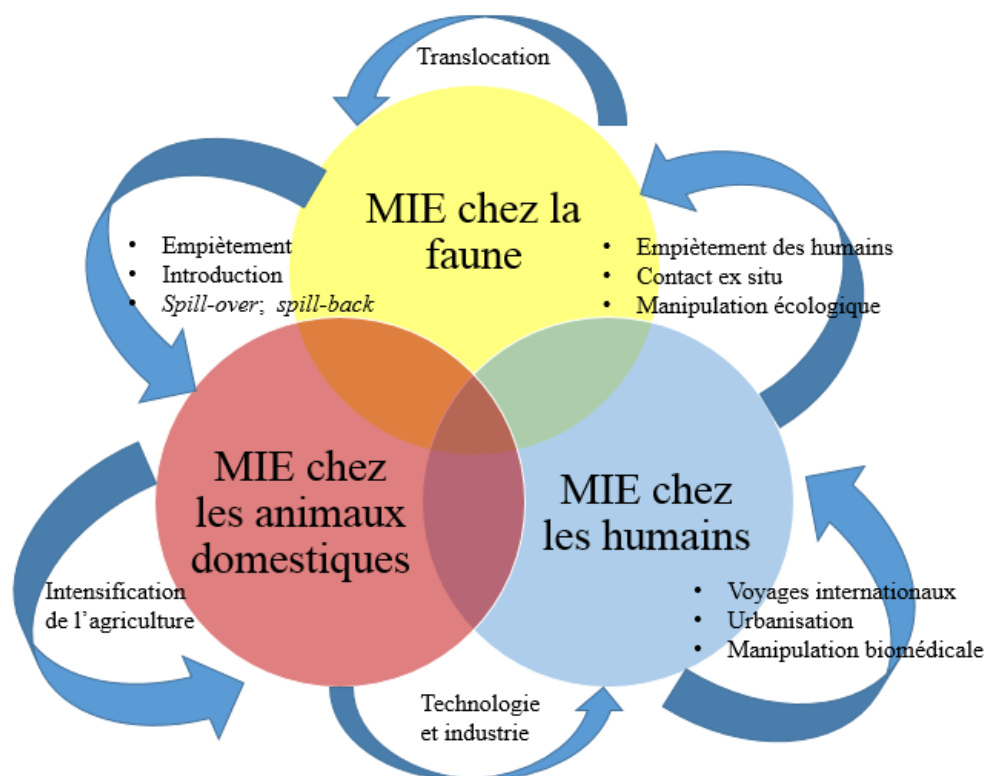 Translocation
MIE chez la
faune
• Empiètement
• Introduction
• Spill-over; spill-back
• Empiètement des humains
• Contact ex situ
• Manipulation écologique
MIE chez
les animaux
domestiques
MIE chez
les humains
Intensification
de l’agriculture
• Voyages internationaux
• Urbanisation
• Manipulation biomédicale
Technologie
et industrie